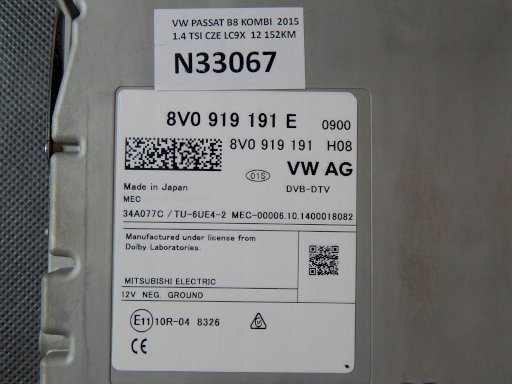 VW PASSAT B8 KOMBI 2015
1.4 TSI CZE LC9X 12 152KM
N33067
8V0 919 191 E 0900
8V0 919 191 H08
01S VW AG
Made in Japan DVB-DTV
MEC
34A077C / TU-6UE4-2 MEC-00006.10.1400018082
Manufactured under license from
Dolby Laboratories.
MITSUBISHI ELECTRIC
12V NEG. GROUND
E11 10R-04 8326
CE